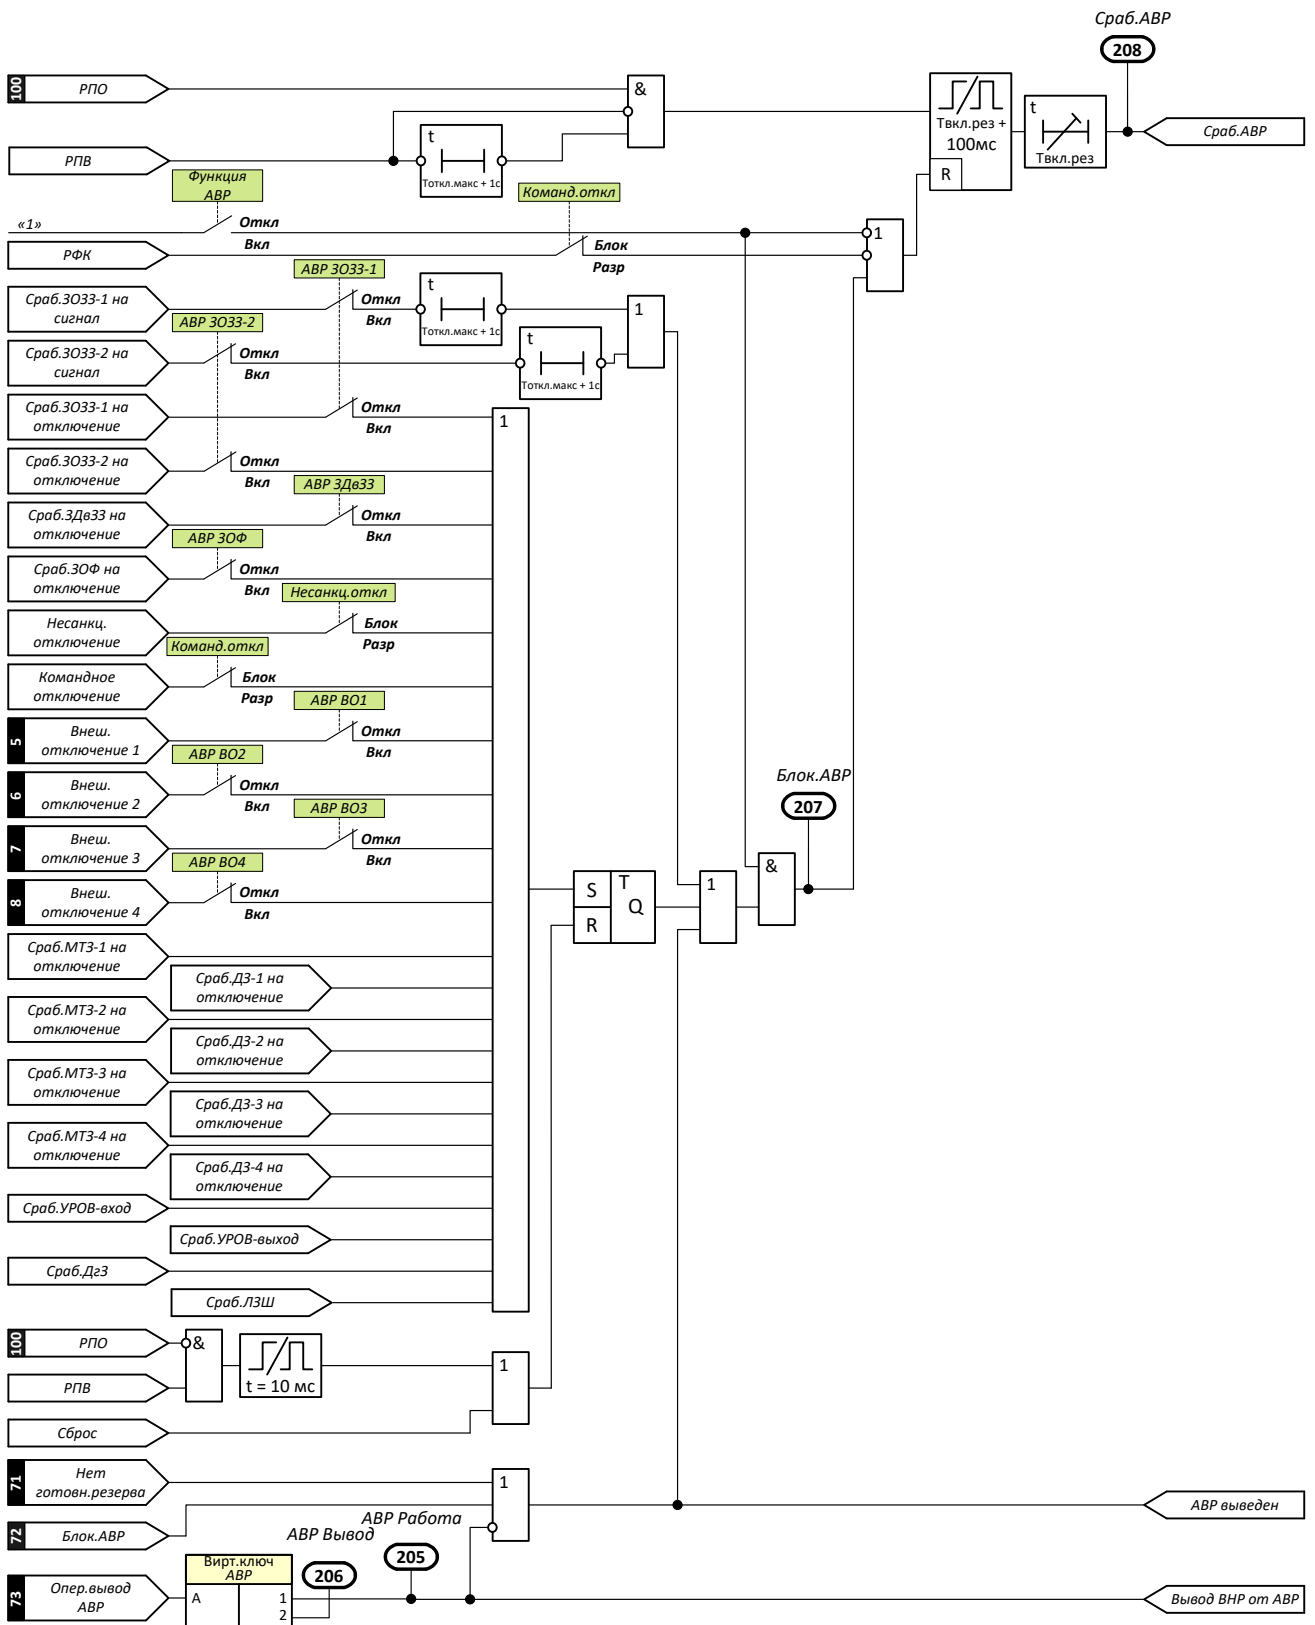 Сраб.АВР
208
100
РПО
&
Tвкл.рез +
100мс
R
t
Tвкл.рез
Сраб.АВР
РПВ
t
Tоткл.макс + 1с
Функция
АВР
Команд.откл
«1»
Откл
Вкл
РФК
Блок
Разр
1
АВР ЗОЗЗ-1
Сраб.ЗОЗЗ-1 на
сигнал
Откл
Вкл
t
Tоткл.макс + 1с
1
АВР ЗОЗЗ-2
Сраб.ЗОЗЗ-2 на
сигнал
Откл
Вкл
t
Tоткл.макс + 1с
Сраб.ЗОЗЗ-1 на
отключение
Откл
Вкл
1
Сраб.ЗОЗЗ-2 на
отключение
Откл
Вкл
АВР ЗДвЗЗ
Сраб.ЗДвЗЗ на
отключение
Откл
Вкл
АВР ЗОФ
Сраб.ЗОФ на
отключение
Откл
Вкл
Несанкц.откл
Несанкц.
отключение
Блок
Разр
Команд.откл
Командное
отключение
Блок
Разр
АВР ВО1
5
Внеш.
отключение 1
Откл
Вкл
АВР ВО2
6
Внеш.
отключение 2
Откл
Вкл
АВР ВО3
7
Внеш.
отключение 3
Откл
Вкл
АВР ВО4
8
Внеш.
отключение 4
Откл
Вкл
Блок.АВР
207
S
T
Q
R
1
&
Сраб.МТЗ-1 на
отключение
Сраб.ДЗ-1 на
отключение
Сраб.МТЗ-2 на
отключение
Сраб.ДЗ-2 на
отключение
Сраб.МТЗ-3 на
отключение
Сраб.ДЗ-3 на
отключение
Сраб.МТЗ-4 на
отключение
Сраб.ДЗ-4 на
отключение
Сраб.УРОВ-вход
Сраб.УРОВ-выход
Сраб.ДгЗ
Сраб.ЛЗШ
100
РПО
&
t = 10 мс
1
РПВ
Сброс
71
Нет
готовн.резерва
1
АВР выведен
72
Блок.АВР
АВР Работа
АВР Вывод
205
206
73
Опер.вывод
АВР
Вирт.ключ
АВР
A
1
2
Вывод ВНР от АВР